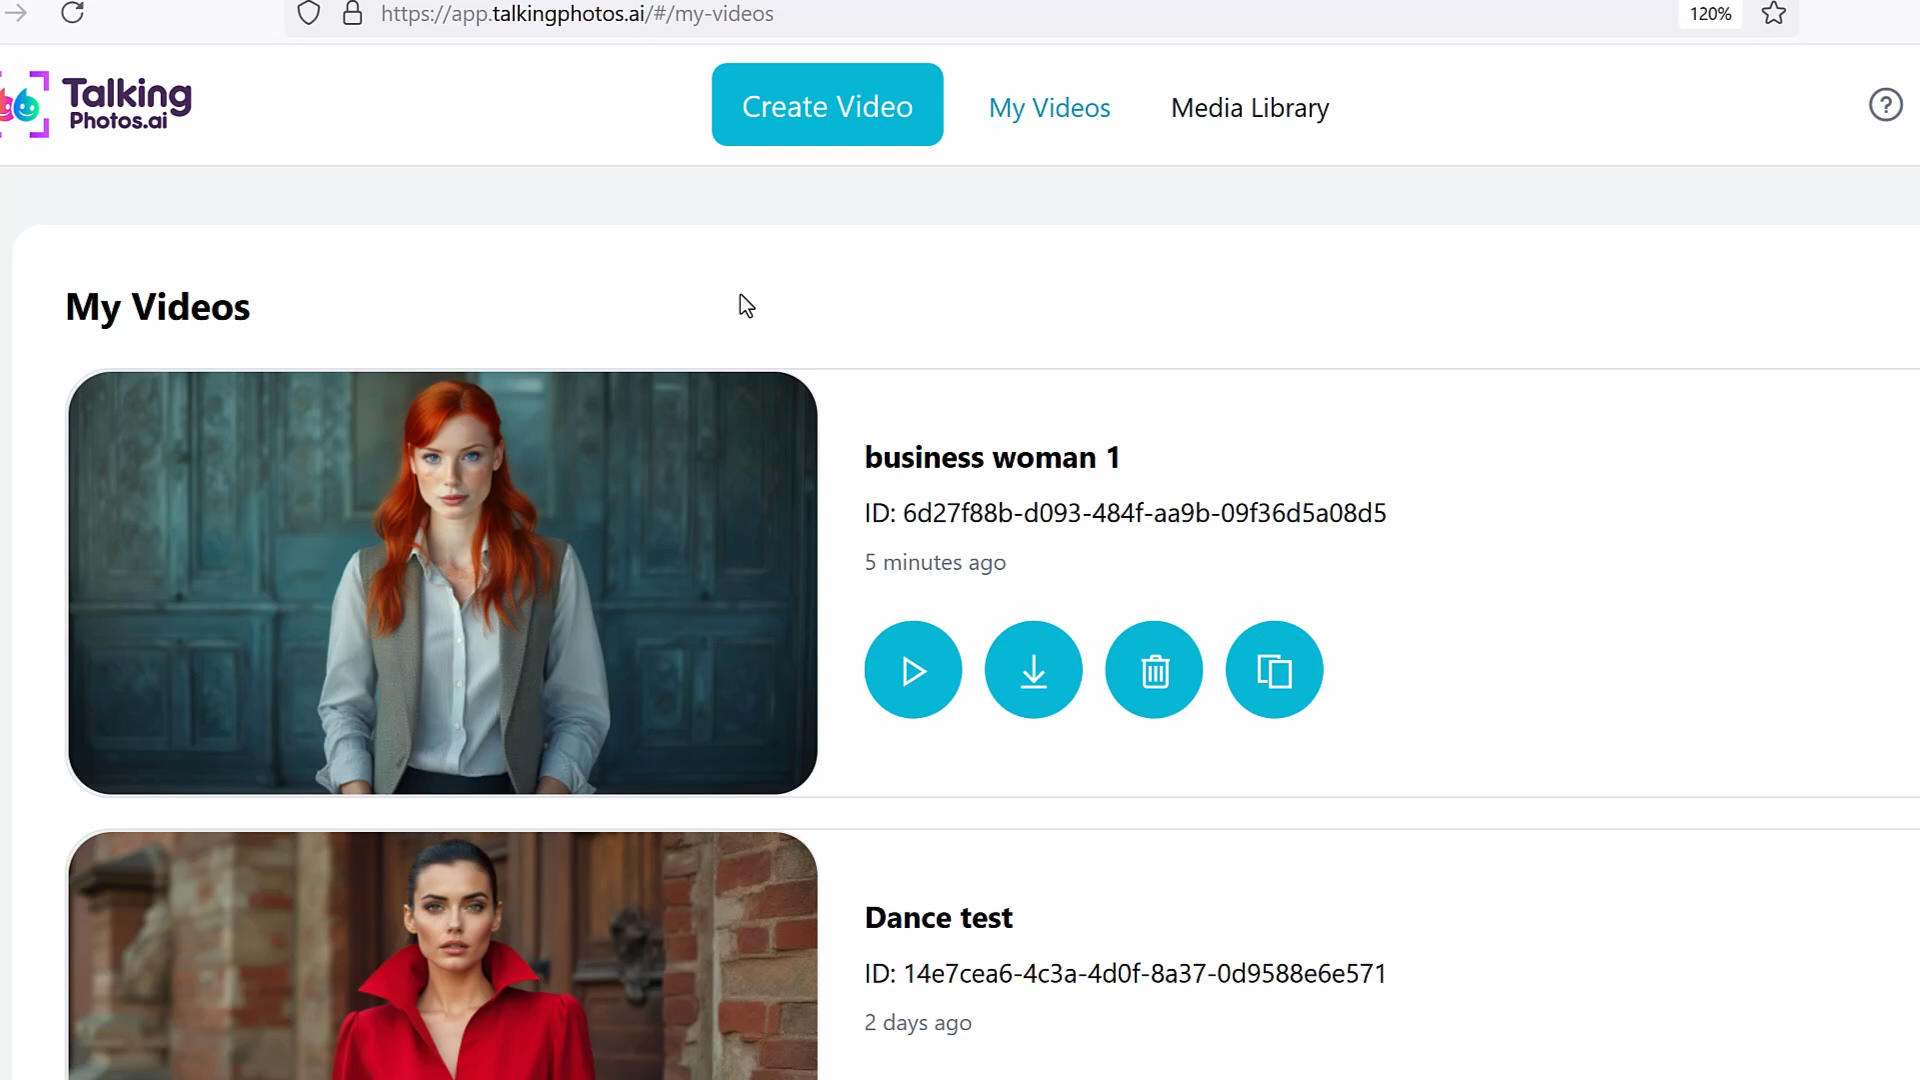 https://app.talkingphotos.ai/#/my-videos
120%
Talking
Photos.ai
Create Video
My Videos
Media Library
My Videos
business woman 1
ID: 6d27f88b-d093-484f-aa9b-09f36d5a08d5
5 minutes ago
Dance test
ID: 14e7cea6-4c3a-4d0f-8a37-0d9588e6e571
2 days ago